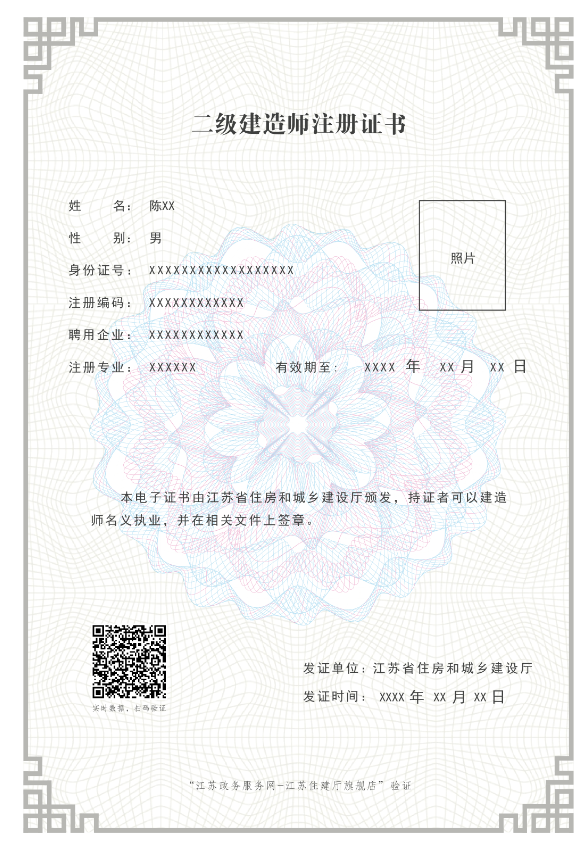 二级建造师注册证书
姓 名： 陈XX
性 别： 男
照片
身份证号： XXXXXXXXXXXXXXXXXX
注册编码： XXXXXXXXXXXX
聘用企业： XXXXXXXXXXXX
注册专业： XXXXXX 有效期至： XXXX 年 XX 月 XX 日
本电子证书由江苏省住房和城乡建设厅颁发，持证者可以建造
师名义执业，并在相关文件上签章。
发证单位：江苏省住房和城乡建设厅
发证时间： XXXX 年 XX 月 XX 日
实时数据，扫码验证
“江苏政务服务网—江苏住建厅旗舰店”验证